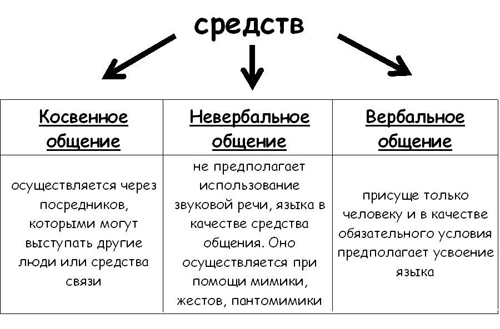 средств
Косвенное
общение
осуществляется через
посредников,
которыми могут
выступать другие
люди или средства
связи
Невербальное
общение
не предполагает
использование
звуковой речи, языка в
качестве средства
общения. Оно
осуществляется при
помощи мимики,
жестов, пантомимики
Вербальное
общение
присуще только
человеку и в качестве
обязательного условия
предполагает усвоение
языка